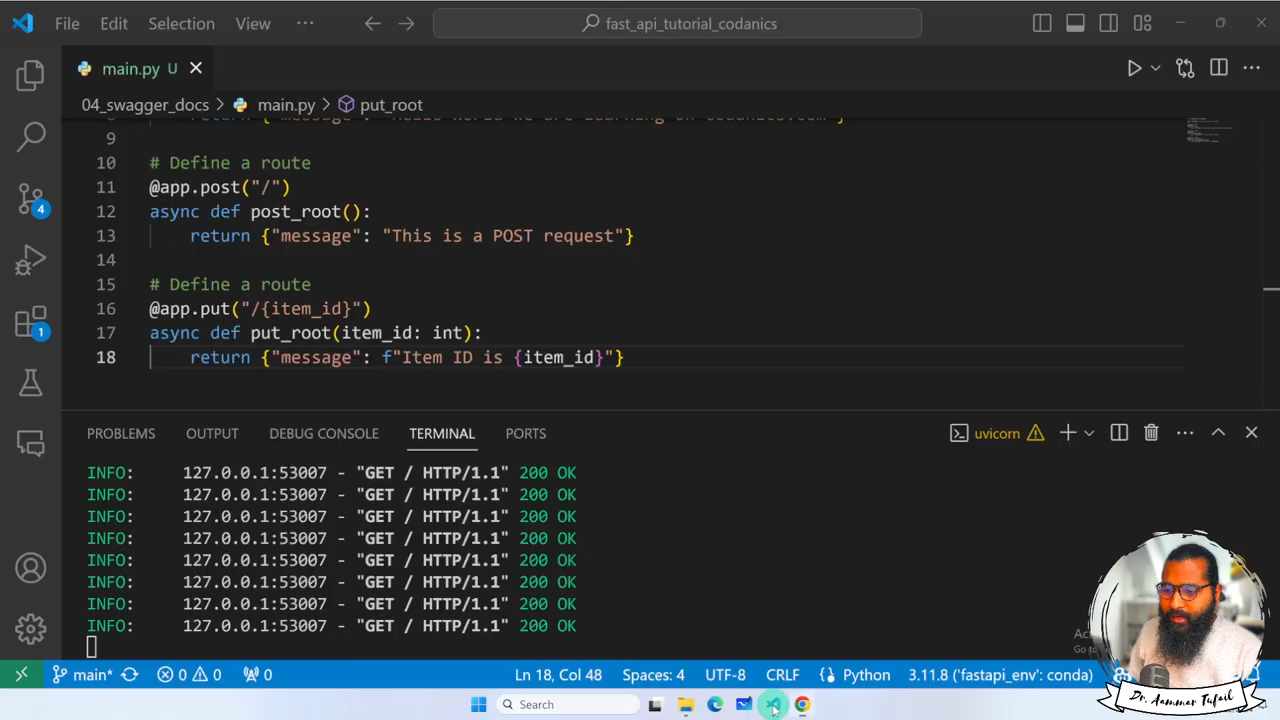 File Edit Selection View ··· fast_api_tutorial_codanics
main.py U
04_swagger_docs > main.py > put_root
9
10 # Define a route
11 @app.post("/")
12 async def post_root():
13 return {"message": "This is a POST request"}
14
15 # Define a route
16 @app.put("/{item_id}")
17 async def put_root(item_id: int):
18 return {"message": f"Item ID is {item_id}"}
4
1
PROBLEMS OUTPUT DEBUG CONSOLE TERMINAL PORTS uvicorn
INFO: 127.0.0.1:53007 - "GET / HTTP/1.1" 200 OK
INFO: 127.0.0.1:53007 - "GET / HTTP/1.1" 200 OK
INFO: 127.0.0.1:53007 - "GET / HTTP/1.1" 200 OK
INFO: 127.0.0.1:53007 - "GET / HTTP/1.1" 200 OK
INFO: 127.0.0.1:53007 - "GET / HTTP/1.1" 200 OK
INFO: 127.0.0.1:53007 - "GET / HTTP/1.1" 200 OK
INFO: 127.0.0.1:53007 - "GET / HTTP/1.1" 200 OK
INFO: 127.0.0.1:53007 - "GET / HTTP/1.1" 200 OK
main* 0 0 0 Ln 18, Col 48 Spaces: 4 UTF-8 CRLF Python 3.11.8 ('fastapi_env': conda)
Search
Dr. Aammar Tufail